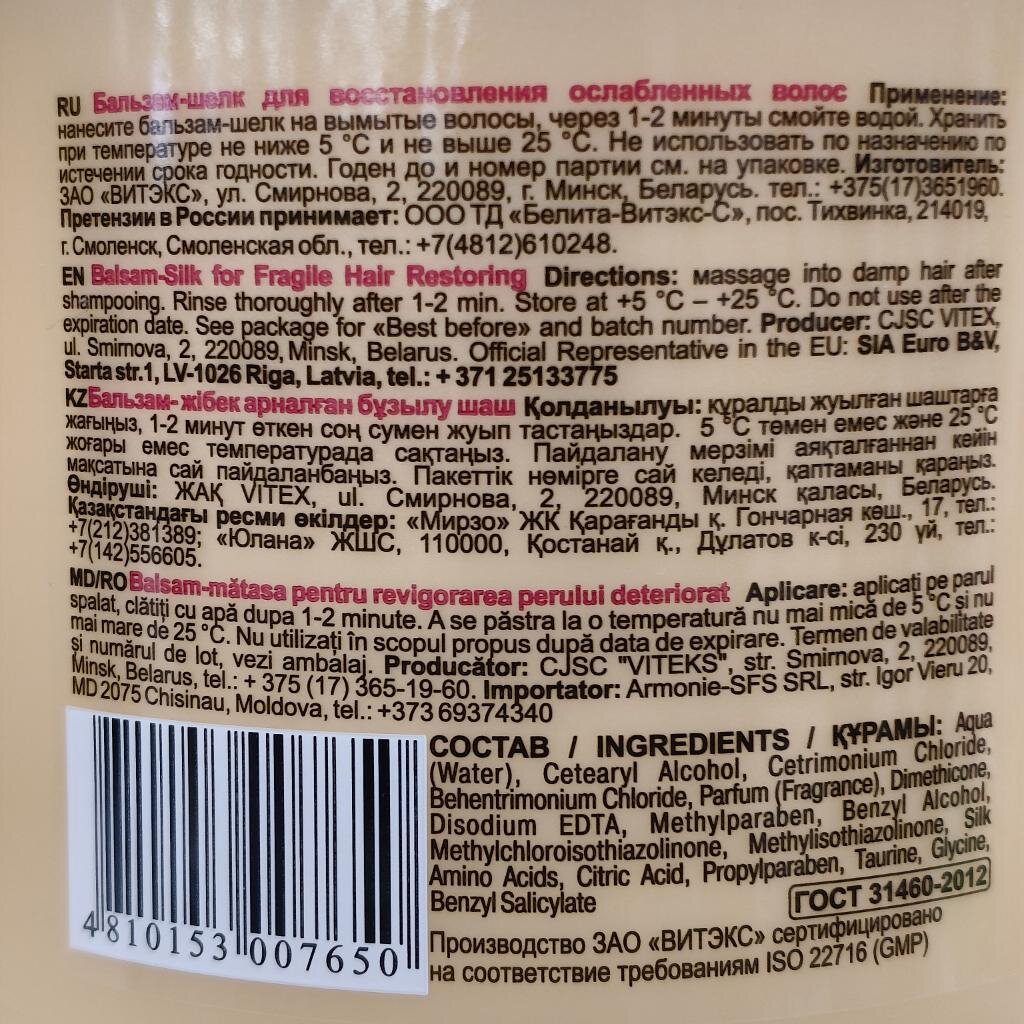 RU Бальзам-шелк для восстановления ослабленных волос Применение:
нанесите бальзам-шелк на вымытые волосы, через 1-2 минуты смойте водой. Хранить
при температуре не ниже 5 °С и не выше 25 °С. Не использовать по назначению по
истечении срока годности. Годен до и номер партии см. на упаковке. Изготовитель:
ЗАО «ВИТЭКС», ул. Смирнова, 2, 220089, г. Минск, Беларусь. тел.: +375(17)3651960.
Претензии в России принимает: ООО ТД «Белита-Витэкс-С», пос. Тихвинка, 214019,
г. Смоленск, Смоленская обл., тел.: +7(4812)610248.
EN Balsam-Silk for Fragile Hair Restoring Directions: massage into damp hair after
shampooing. Rinse thoroughly after 1-2 min. Store at +5 °C – +25 °C. Do not use after the
expiration date. See package for «Best before» and batch number. Producer: CJSC VITEX,
ul. Smirnova, 2, 220089, Minsk, Belarus. Official Representative in the EU: SIA Euro B&V,
Starta str.1, LV-1026 Riga, Latvia, tel.: + 371 25133775
KZ Бальзам- жібек арналған бұзылу шаш Қолданылуы: құралды жуылған шаштарға
жағыңыз, 1-2 минут өткен соң сумен жуып тастаңыздар. 5 °С төмен емес және 25 °С
жоғары емес температурада сақтаңыз. Пайдалану мерзімі аяқталғаннан кейін
мақсатына сай пайдаланбаңыз. Пакеттік нөмірге сай келеді, қаптаманы қараңыз.
Өндіруші: ЖАҚ VITEX, ul. Смирнова, 2, 220089, Минск қаласы, Беларусь.
Қазақстандағы ресми өкілдер: «Мирзо» ЖК Қарағанды қ. Гончарная көш., 17, тел.:
+7(212)381389; «Юлана» ЖШС, 110000, Қостанай қ., Дұлатов к-сі, 230 үй, тел.:
+7(142)556605.
MD/RO Balsam-mătasa pentru revigorarea perului deteriorat Aplicare: aplicați pe parul
spalat, clătiți cu apă dupa 1-2 minute. A se păstra la o temperatură nu mai mică de 5 °C și nu
mai mare de 25 °C. Nu utilizați în scopul propus după data de expirare. Termen de valabilitate
și numărul de lot, vezi ambalaj. Producător: CJSC "VITEKS", str. Smirnova, 2, 220089,
Minsk, Belarus, tel.: + 375 (17) 365-19-60. Importator: Armonie-SFS SRL, str. Igor Vieru 20,
MD 2075 Chisinau, Moldova, tel.: +373 69374340
СОСТАВ / INGREDIENTS / ҚҰРАМЫ: Aqua
(Water), Cetearyl Alcohol, Cetrimonium Chloride,
Behentrimonium Chloride, Parfum (Fragrance), Dimethicone,
Disodium EDTA, Methylparaben, Benzyl Alcohol,
Methylchloroisothiazolinone, Methylisothiazolinone, Silk
Amino Acids, Citric Acid, Propylparaben, Taurine, Glycine,
Benzyl Salicylate
ГОСТ 31460-2012
Производство ЗАО «ВИТЭКС» сертифицировано
на соответствие требованиям ISO 22716 (GMP)
4 810153 007650